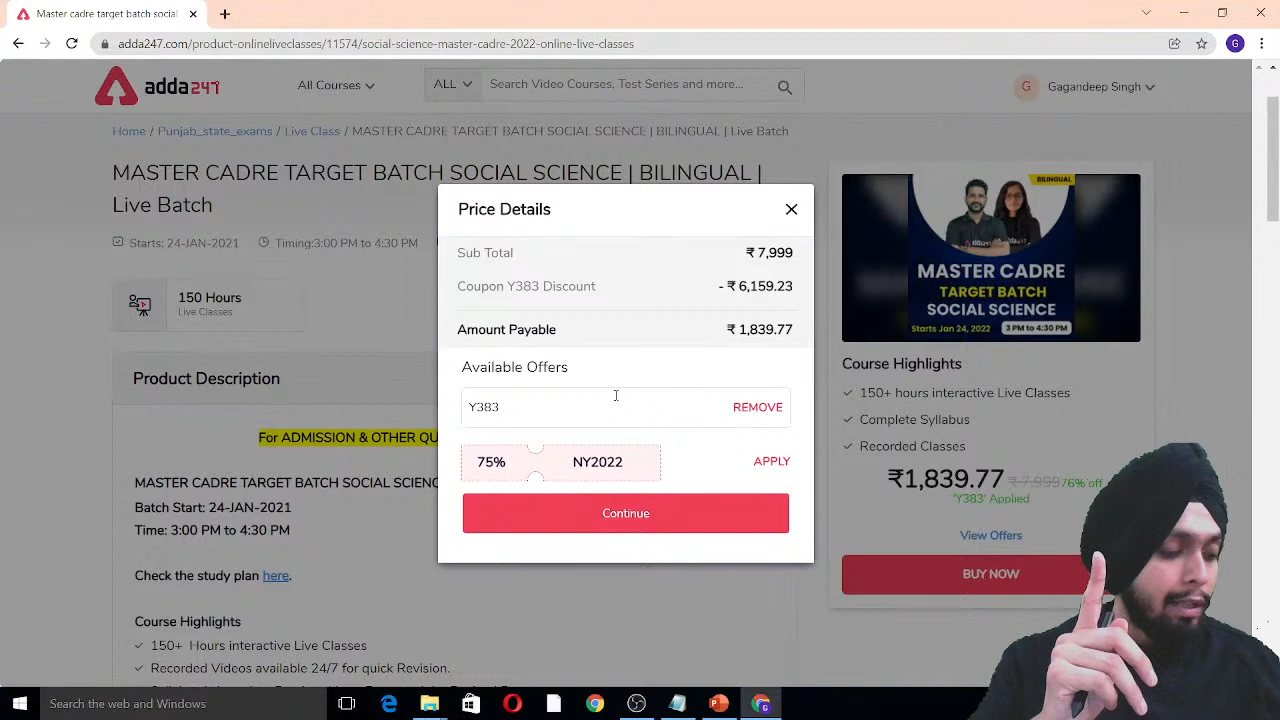 Master cadre target batch social
adda247.com/product-onlineliveclasses/11574/social-science-master-cadre-2022-online-live-classes
G
adda247
All Courses
ALL
Search Video Courses, Test Series and more...
G
Gagandeep Singh
Home / Punjab_state_exams / Live Class / MASTER CADRE TARGET BATCH SOCIAL SCIENCE | BILINGUAL | Live Batch
MASTER CADRE TARGET BATCH SOCIAL SCIENCE | BILINGUAL |
Live Batch
Starts: 24-JAN-2021
Timing:3:00 PM to 4:30 PM
150 Hours
Live Classes
Product Description
For ADMISSION & OTHER QU
MASTER CADRE TARGET BATCH SOCIAL SCIENC
Batch Start: 24-JAN-2021
Time: 3:00 PM to 4:30 PM
Check the study plan here.
Course Highlights
150+ Hours interactive Live Classes
Recorded Videos available 24/7 for quick Revision.
Price Details
Sub Total ₹ 7,999
Coupon Y383 Discount - ₹ 6,159.23
Amount Payable ₹ 1,839.77
Available Offers
Y383 REMOVE
75% NY2022 APPLY
Continue
BILINGUAL
MASTER CADRE
TARGET BATCH
SOCIAL SCIENCE
Starts Jan 24, 2022 3 PM to 4:30 PM
Course Highlights
150+ hours interactive Live Classes
Complete Syllabus
Recorded Classes
₹1,839.77 ₹ 7,999 76% off
'Y383' Applied
View Offers
BUY NOW
Search the web and Windows